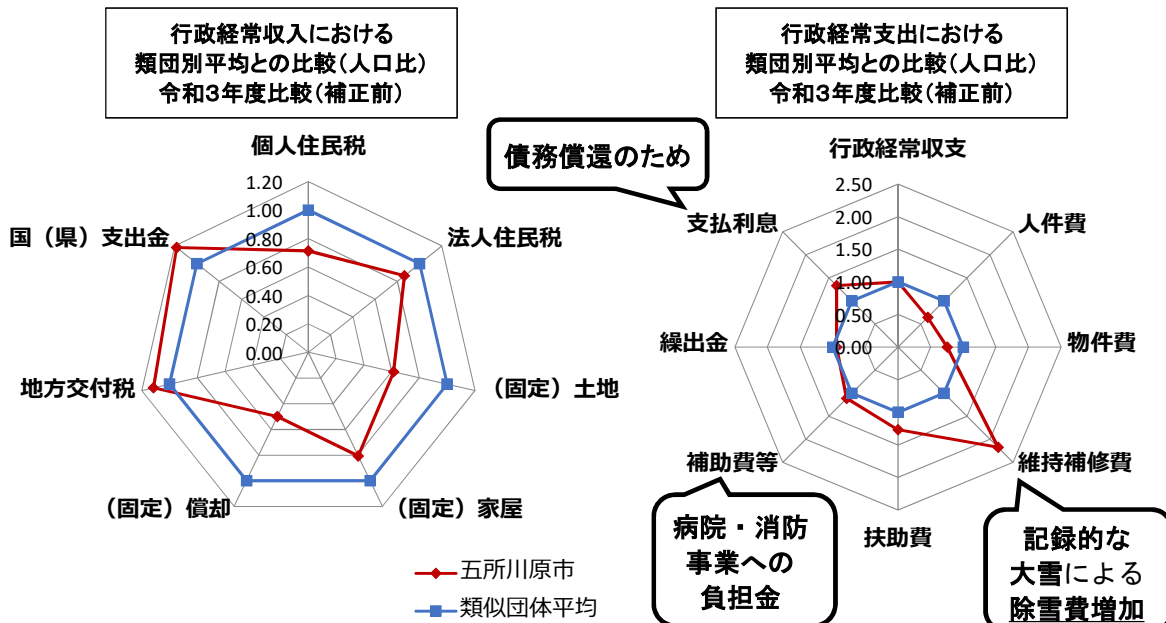 行政経常収入における
類団別平均との比較(人口比)
令和3年度比較(補正前)
個人住民税
法人住民税
(固定)土地
(固定)家屋
(固定)償却
地方交付税
国(県)支出金
1.20
1.00
0.80
0.60
0.40
0.20
0.00
五所川原市
類似団体平均
行政経常支出における
類団別平均との比較(人口比)
令和3年度比較(補正前)
債務償還のため
行政経常収支
人件費
物件費
維持補修費
扶助費
補助費等
繰出金
支払利息
2.50
2.00
1.50
1.00
0.50
0.00
病院・消防
事業への
負担金
記録的な
大雪による
除雪費増加